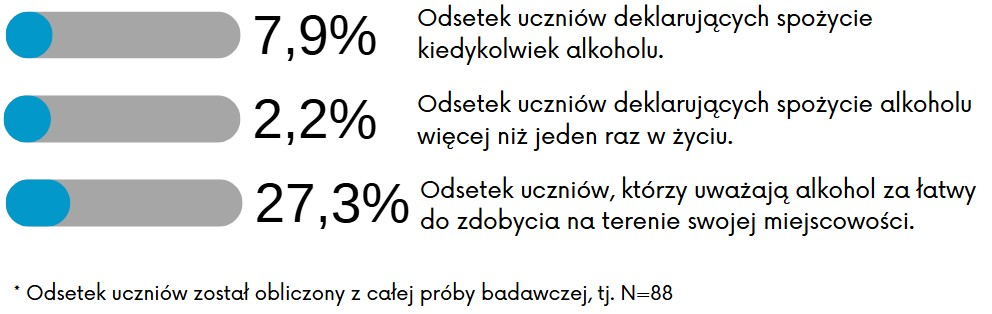 7,9%
Odsetek uczniów deklarujących spożycie
kiedykolwiek alkoholu.
2,2%
Odsetek uczniów deklarujących spożycie alkoholu
więcej niż jeden raz w życiu.
27,3%
Odsetek uczniów, którzy uważają alkohol za łatwy
do zdobycia na terenie swojej miejscowości.
* Odsetek uczniów został obliczony z całej próby badawczej, tj. N=88